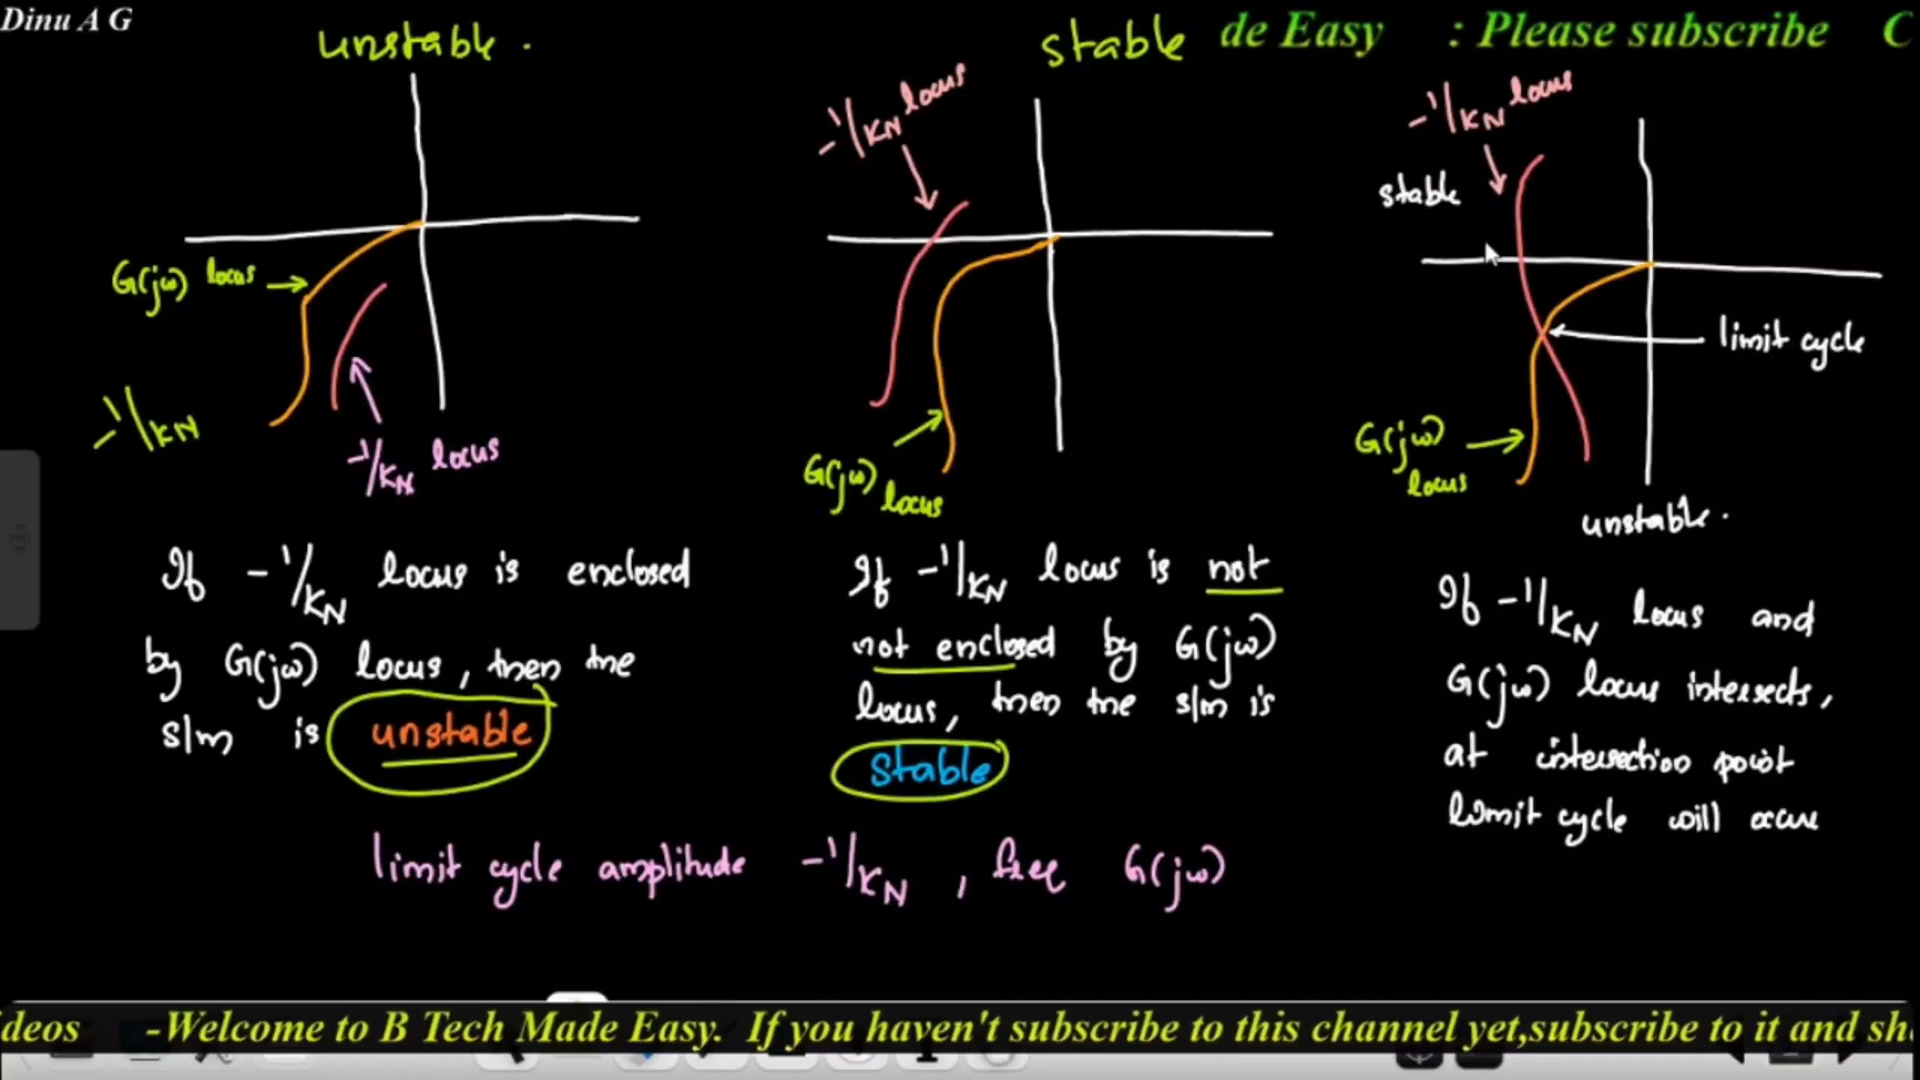 Dinu A G
de Easy : Please subscribe C
unstable.
G(jω) locus
-1/KN
-1/KN locus
stable
-1/KN locus
G(jω) locus
-1/KN locus
stable
limit cycle
G(jω)
locus
unstable.
If -1/KN locus is enclosed
by G(jω) locus, then the
s/m is unstable
If -1/KN locus is not
not enclosed by G(jω)
locus, then the s/m is
stable
If -1/KN locus and
G(jω) locus intersects,
at intersection point
limit cycle will occur
limit cycle amplitude -1/KN, freq G(jω)
deos -Welcome to B Tech Made Easy. If you haven't subscribe to this channel yet,subscribe to it and sh